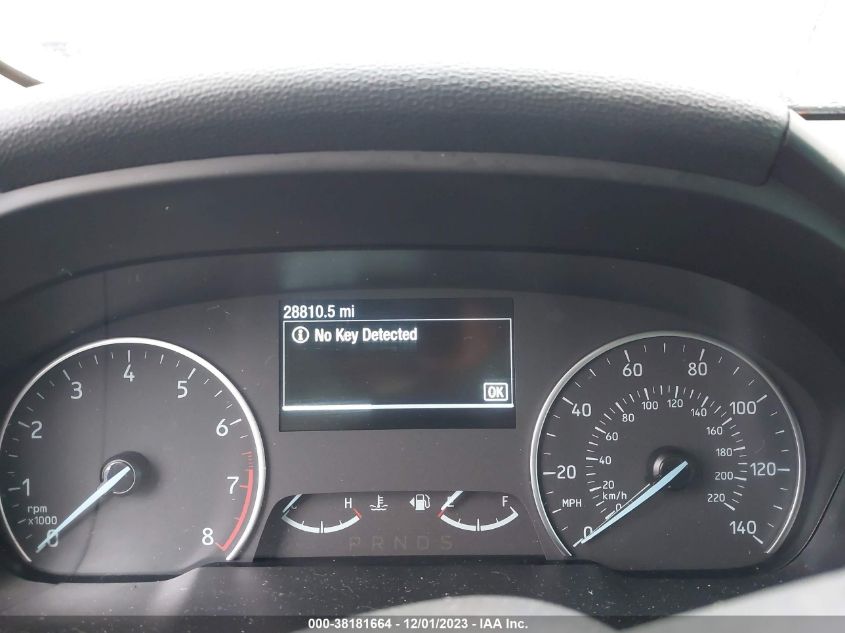 28810.5 mi
No Key Detected
OK
0 1 2 3 4 5 6 7 8
rpm
x1000
0 20 40 60 80 100 120 140
MPH
0 20 40 60 80 100 120 140 160 180 200 220
km/h
C H
E F
P R N D S
000-38181664 - 12/01/2023 - IAA Inc.